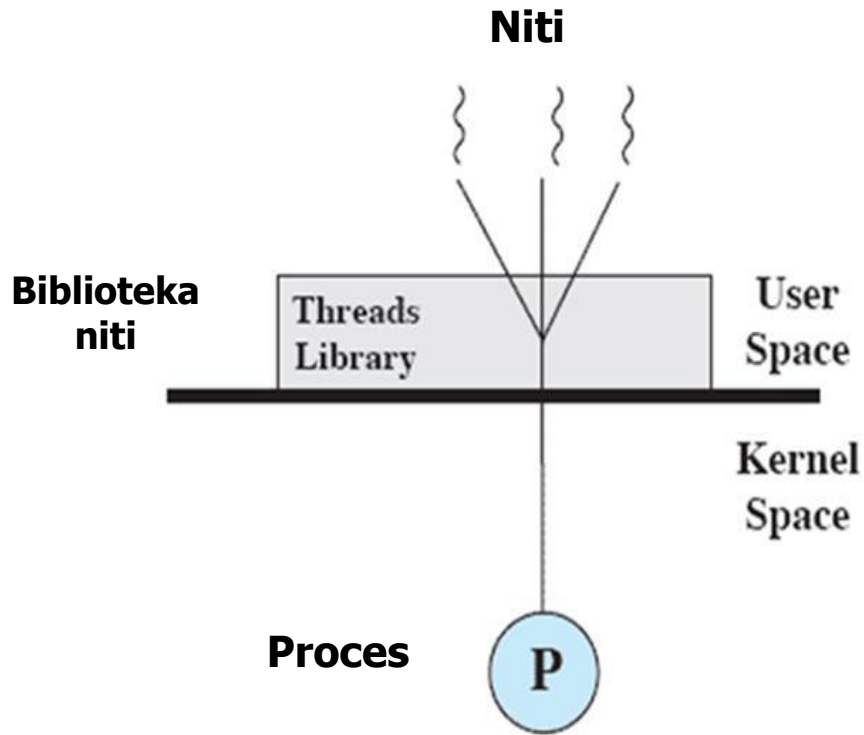 Niti
Biblioteka
niti
Threads
Library
User
Space
Kernel
Space
Proces
P